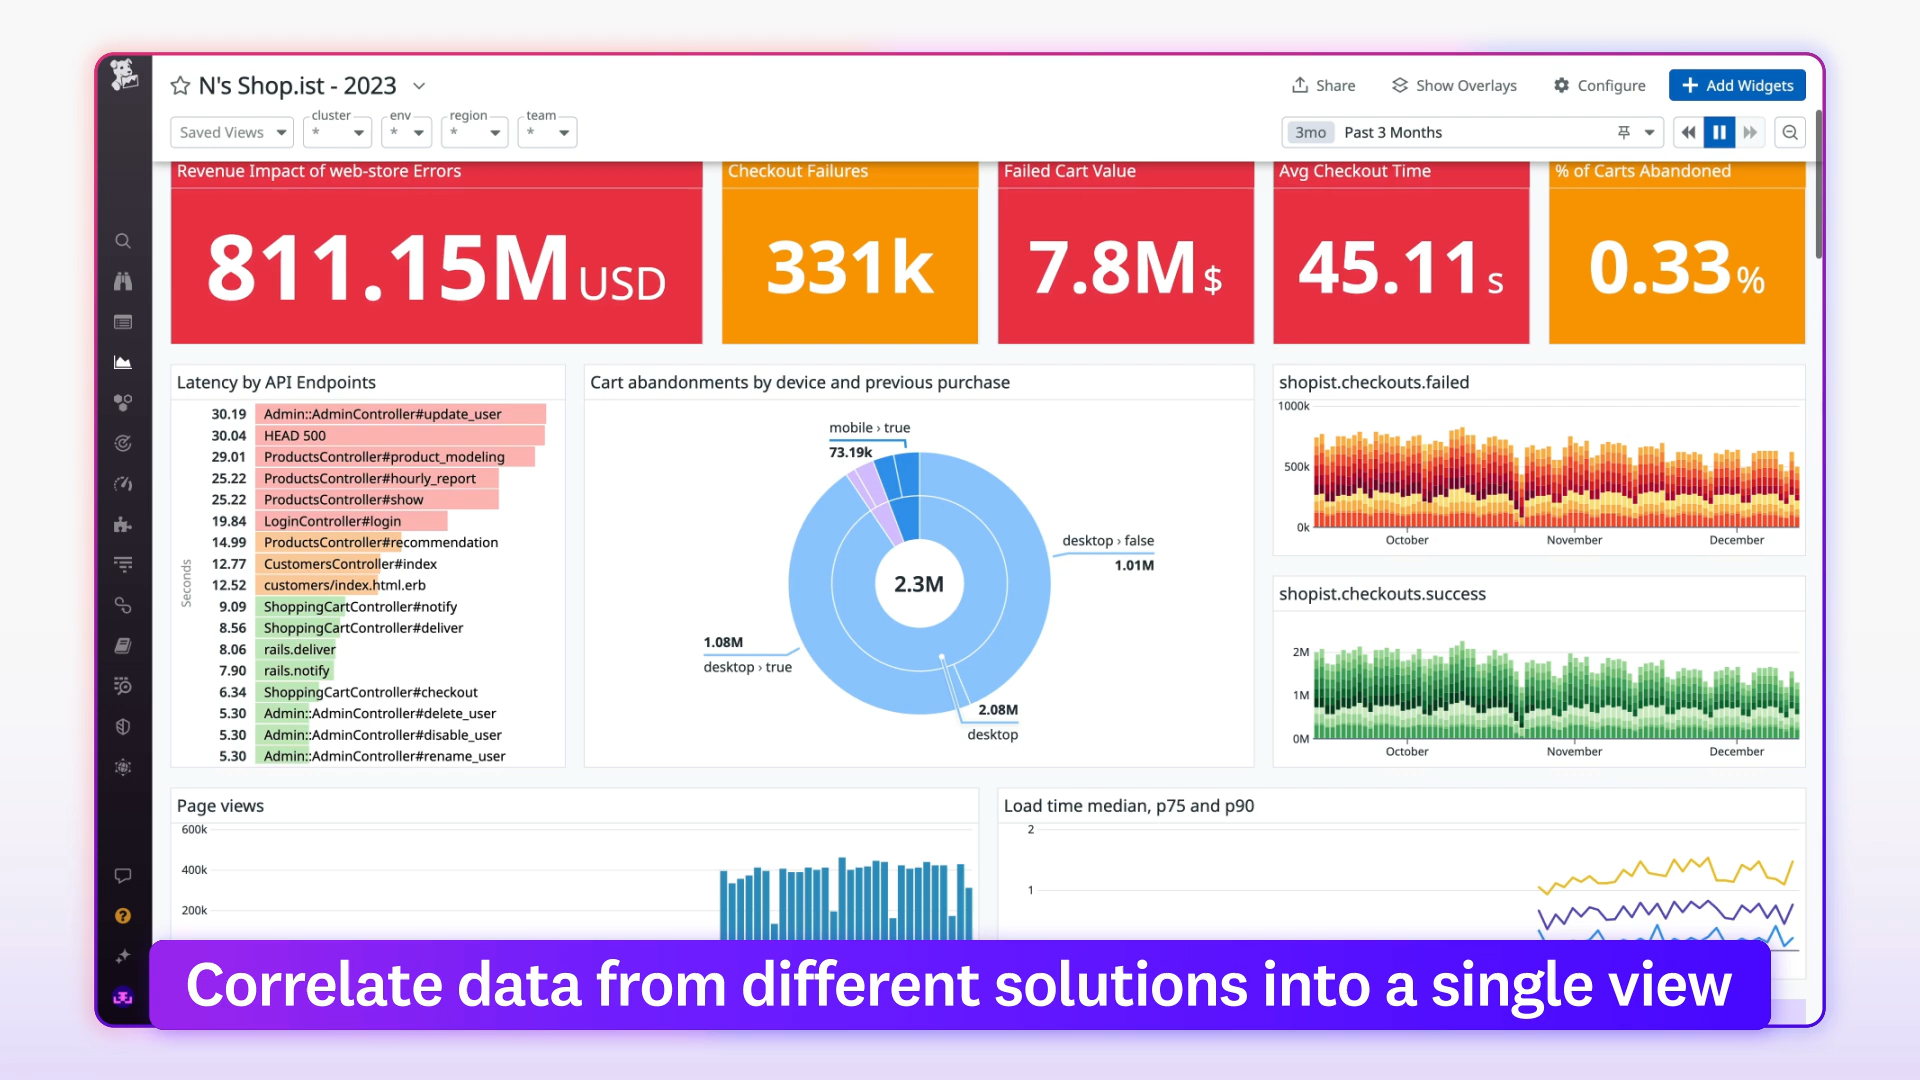 N's Shop.ist - 2023
Share
Show Overlays
Configure
Add Widgets
Saved Views
cluster
*
env
*
region
*
team
*
3mo Past 3 Months
Revenue Impact of web-store Errors
811.15M USD
Checkout Failures
331k
Failed Cart Value
7.8M $
Avg Checkout Time
45.11 s
% of Carts Abandoned
0.33 %
Latency by API Endpoints
Seconds
30.19 Admin::AdminController#update_user
30.04 HEAD 500
29.01 ProductsController#product_modeling
25.22 ProductsController#hourly_report
25.22 ProductsController#show
19.84 LoginController#login
14.99 ProductsController#recommendation
12.77 CustomersController#index
12.52 customers/index.html.erb
9.09 ShoppingCartController#notify
8.56 ShoppingCartController#deliver
8.06 rails.deliver
7.90 rails.notify
6.34 ShoppingCartController#checkout
5.30 Admin::AdminController#delete_user
5.30 Admin::AdminController#disable_user
5.30 Admin::AdminController#rename_user
Cart abandonments by device and previous purchase
mobile › true
73.19k
desktop › false
1.01M
2.3M
1.08M
desktop › true
2.08M
desktop
shopist.checkouts.failed
1000k
500k
0k
October November December
shopist.checkouts.success
2M
1M
0M
October November December
Page views
600k
400k
200k
Load time median, p75 and p90
2
1
?
Correlate data from different solutions into a single view